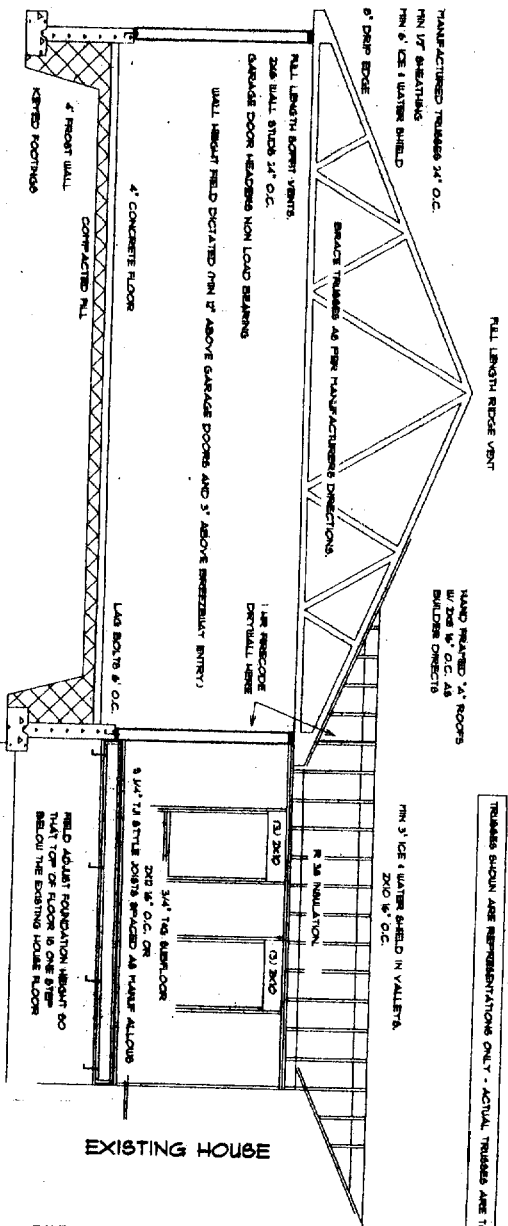 TRUSSES SHOWN ARE REPRESENTATIONS ONLY - ACTUAL TRUSSES ARE
FULL LENGTH RIDGE VENT
MANUFACTURED TRUSSES 24" O.C.
MIN 1/2" SHEATHING
MIN 6' ICE & WATER SHIELD
8" DRIP EDGE
HAND FRAMED "A" ROOFS
W/ 2X8 16" O.C. AS
BUILDER DIRECTS
MIN 3' ICE & WATER SHIELD IN VALLEYS.
2X10 16" O.C.
BRACE TRUSSES AS PER MANUFACTURERS DIRECTIONS.
R 38 INSULATION.
FULL LENGTH SOFFIT VENTS.
2X6 WALL STUDS 24" O.C.
GARAGE DOOR HEADERS NON LOAD BEARING
1 HR FIRECODE
DRYWALL HERE
(3) 2X10
(3) 2X10
WALL HEIGHT FIELD DICTATED (MIN 12" ABOVE GARAGE DOORS AND 3" ABOVE BREEZEWAY ENTRY.)
3/4" T&G SUBFLOOR
2X10 16" O.C. OR
9 1/4" TJI STYLE JOISTS SPACED AS MANUF ALLOWS
4" CONCRETE FLOOR
LAG BOLTS 6' O.C.
COMPACTED FILL
4' FROST WALL
KEYED FOOTINGS
FIELD ADJUST FOUNDATION HEIGHT SO
THAT TOP OF FLOOR IS ONE STEP
BELOW THE EXISTING HOUSE FLOOR
EXISTING HOUSE